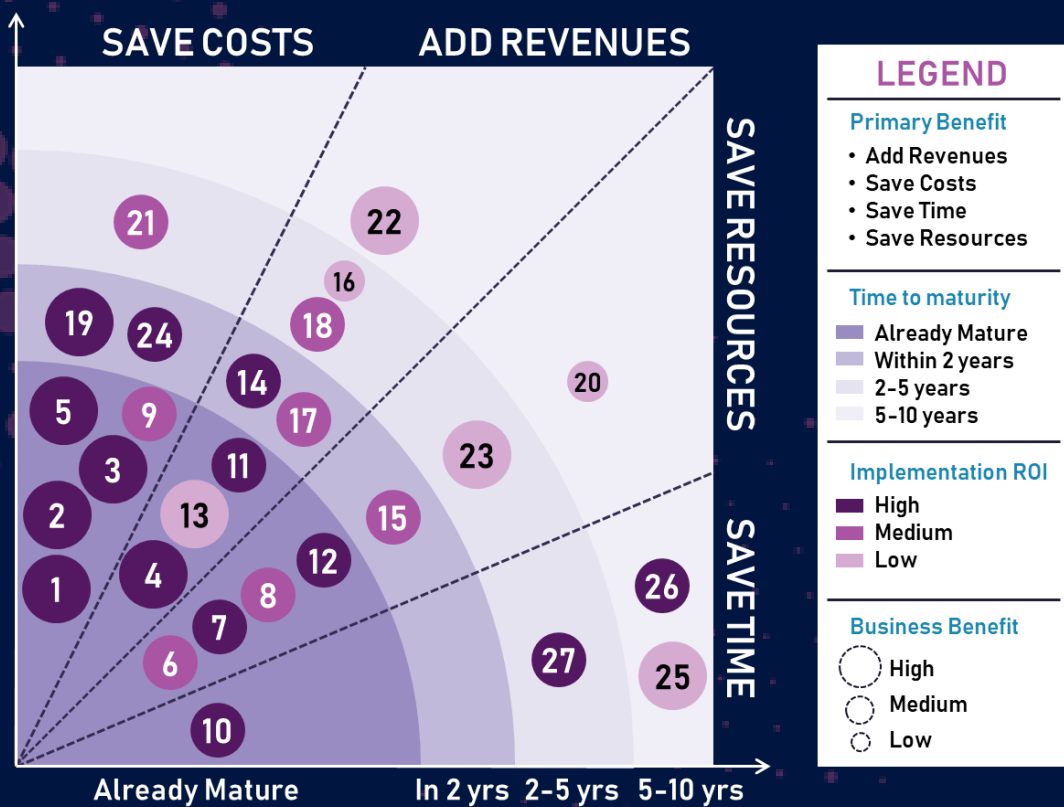 SAVE COSTS
ADD REVENUES
SAVE RESOURCES
SAVE TIME
21
22
16
18
19
24
14
20
5
9
17
23
3
11
2
13
15
12
1
4
8
26
7
6
27
25
10
Already Mature
In 2 yrs
2-5 yrs
5-10 yrs
LEGEND
Primary Benefit
• Add Revenues
• Save Costs
• Save Time
• Save Resources
Time to maturity
Already Mature
Within 2 years
2-5 years
5-10 years
Implementation ROI
High
Medium
Low
Business Benefit
High
Medium
Low